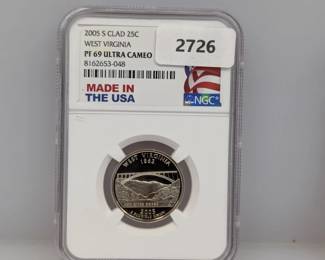 2005 S CLAD 25C
WEST VIRGINIA
PF 69 ULTRA CAMEO
8162653-048
2726
MADE IN
THE USA
NGC
WEST VIRGINIA
1863
2005